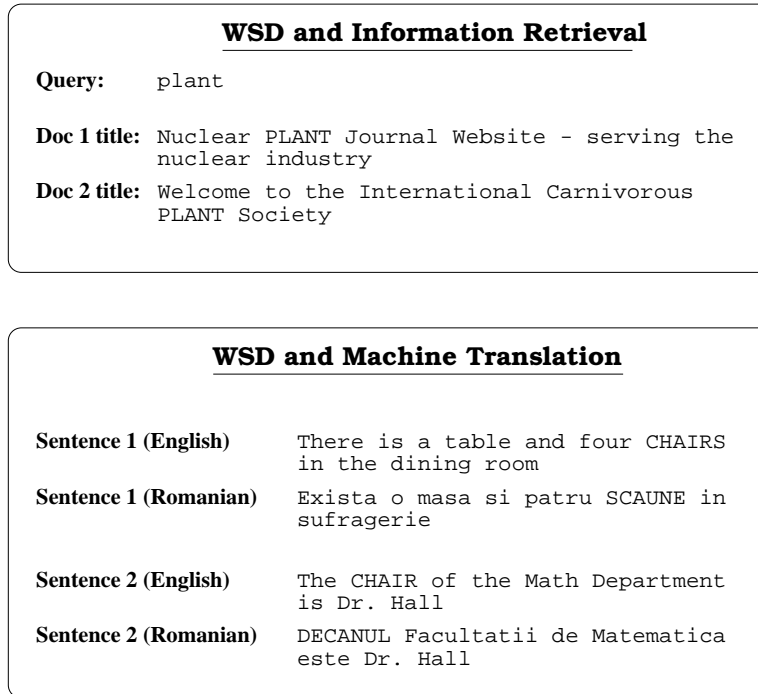 WSD and Information Retrieval
Query: plant
Doc 1 title: Nuclear PLANT Journal Website - serving the
nuclear industry
Doc 2 title: Welcome to the International Carnivorous
PLANT Society
WSD and Machine Translation
Sentence 1 (English) There is a table and four CHAIRS
in the dining room
Sentence 1 (Romanian) Exista o masa si patru SCAUNE in
sufragerie
Sentence 2 (English) The CHAIR of the Math Department
is Dr. Hall
Sentence 2 (Romanian) DECANUL Facultatii de Matematica
este Dr. Hall